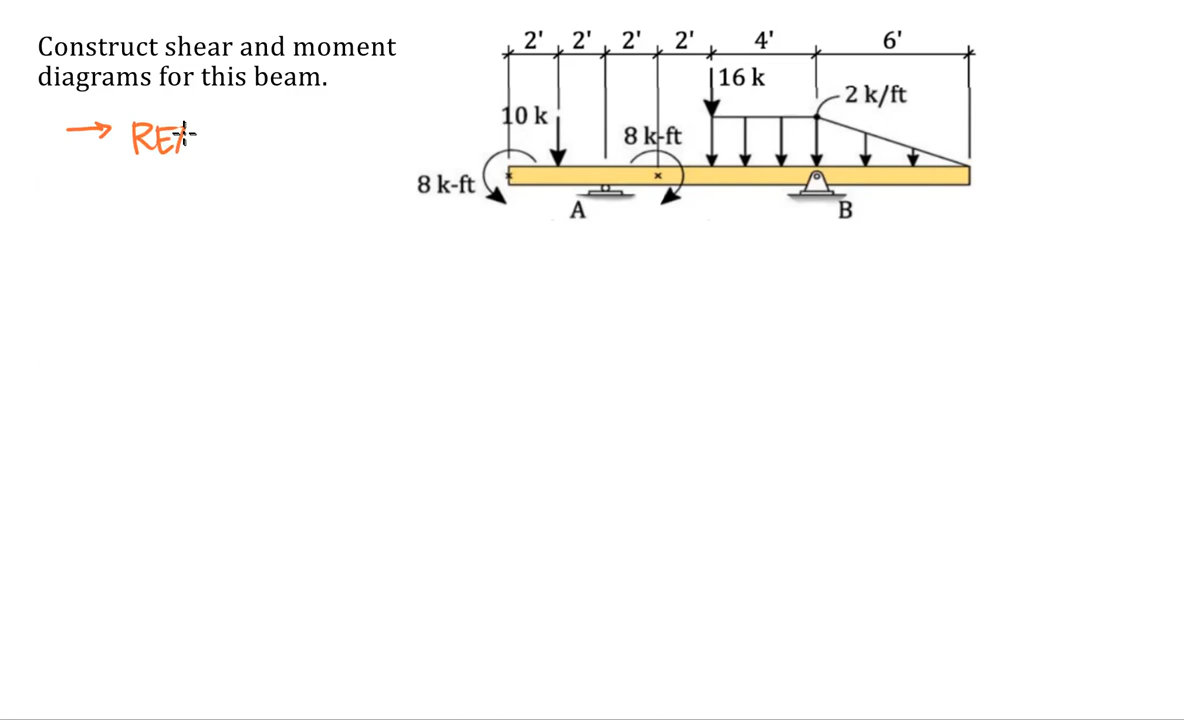 Construct shear and moment
diagrams for this beam.
→ REA
2' 2' 2' 2' 4' 6'
16 k
2 k/ft
10 k
8 k-ft
8 k-ft
A B